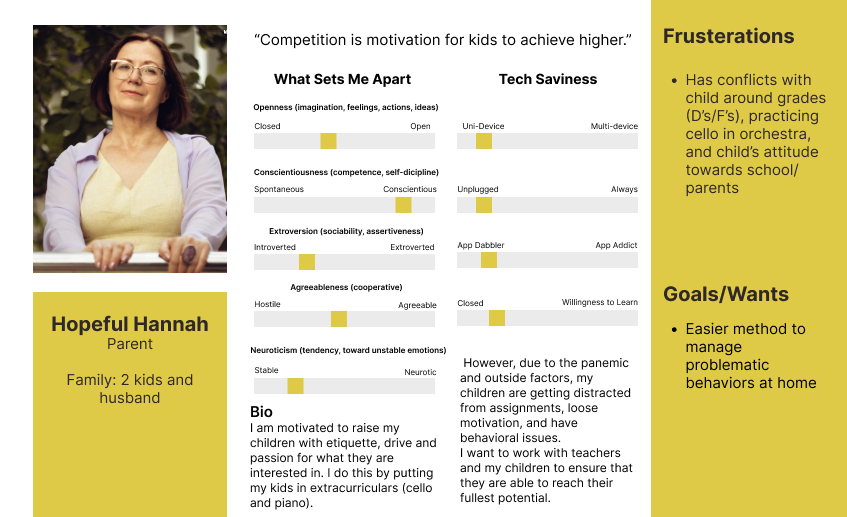 “Competition is motivation for kids to achieve higher.”
What Sets Me Apart
Openness (imagination, feelings, actions, ideas)
Closed
Open
Conscientiousness (competence, self-dicipline)
Spontaneous
Conscientious
Extroversion (sociability, assertiveness)
Introverted
Extroverted
Agreeableness (cooperative)
Hostile
Agreeable
Neuroticism (tendency, toward unstable emotions)
Stable
Neurotic
Tech Saviness
Uni-Device
Multi-device
Unplugged
Always
App Dabbler
App Addict
Closed
Willingness to Learn
Hopeful Hannah
Parent
Family: 2 kids and
husband
Bio
I am motivated to raise my
children with etiquette, drive and
passion for what they are
interested in. I do this by putting
my kids in extracurriculars (cello
and piano).
However, due to the panemic
and outside factors, my
children are getting distracted
from assignments, loose
motivation, and have
behavioral issues.
I want to work with teachers
and my children to ensure that
they are able to reach their
fullest potential.
Frusterations
• Has conflicts with
child around grades
(D’s/F’s), practicing
cello in orchestra,
and child’s attitude
towards school/
parents
Goals/Wants
• Easier method to
manage
problematic
behaviors at home